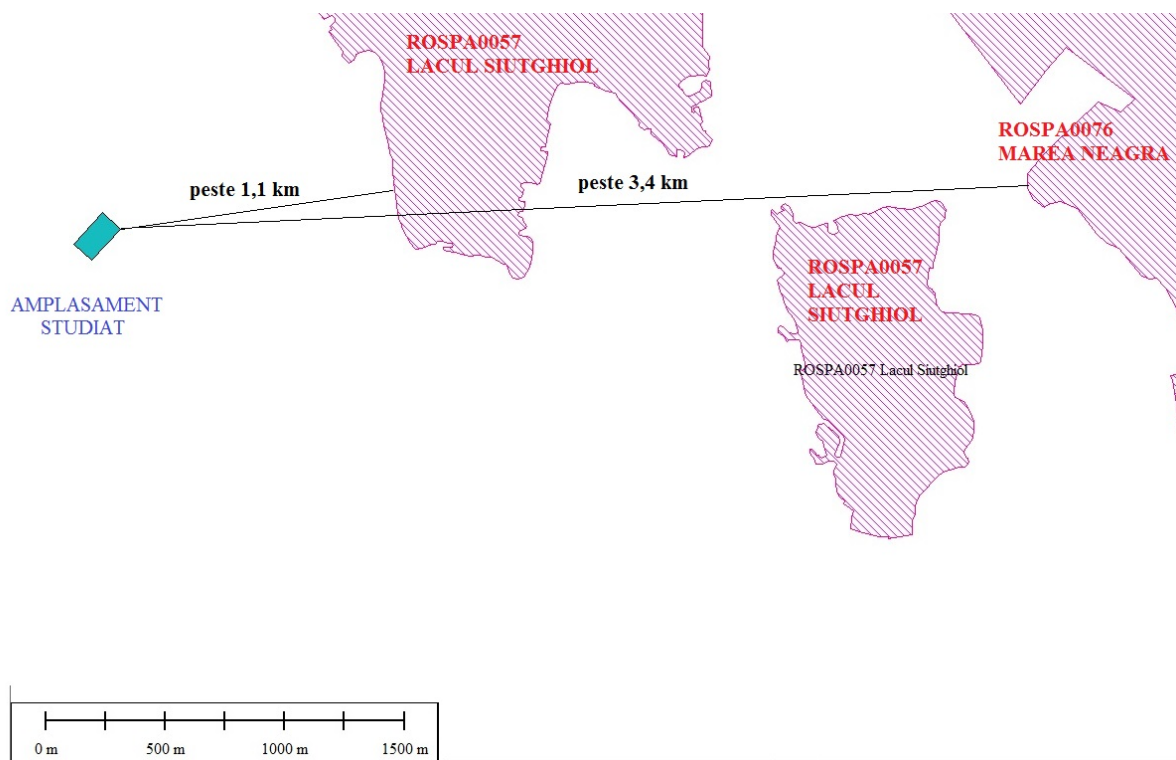 ROSPA0057
LACUL SIUTGHIOL
ROSPA0076
MAREA NEAGRA
peste 1,1 km
peste 3,4 km
ROSPA0057
LACUL
SIUTGHIOL
AMPLASAMENT
STUDIAT
ROSPA0057 Lacul Siutghiol
0 m
500 m
1000 m
1500 m